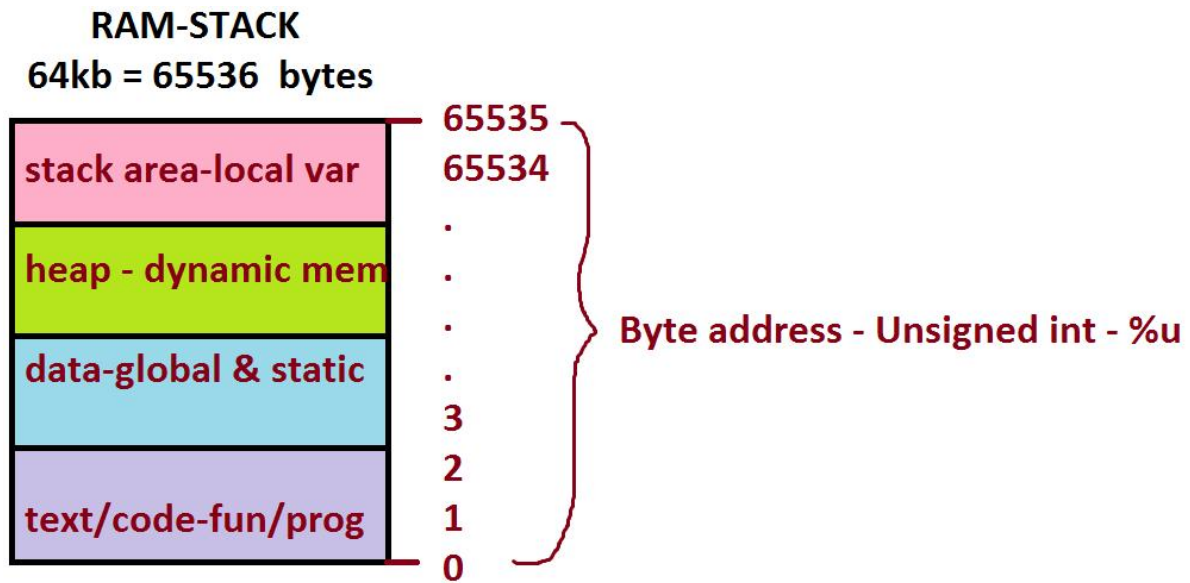 RAM-STACK
64kb = 65536 bytes
stack area-local var
heap - dynamic mem
data-global & static
text/code-fun/prog
65535
65534
.
.
.
.
3
2
1
0
Byte address - Unsigned int - %u